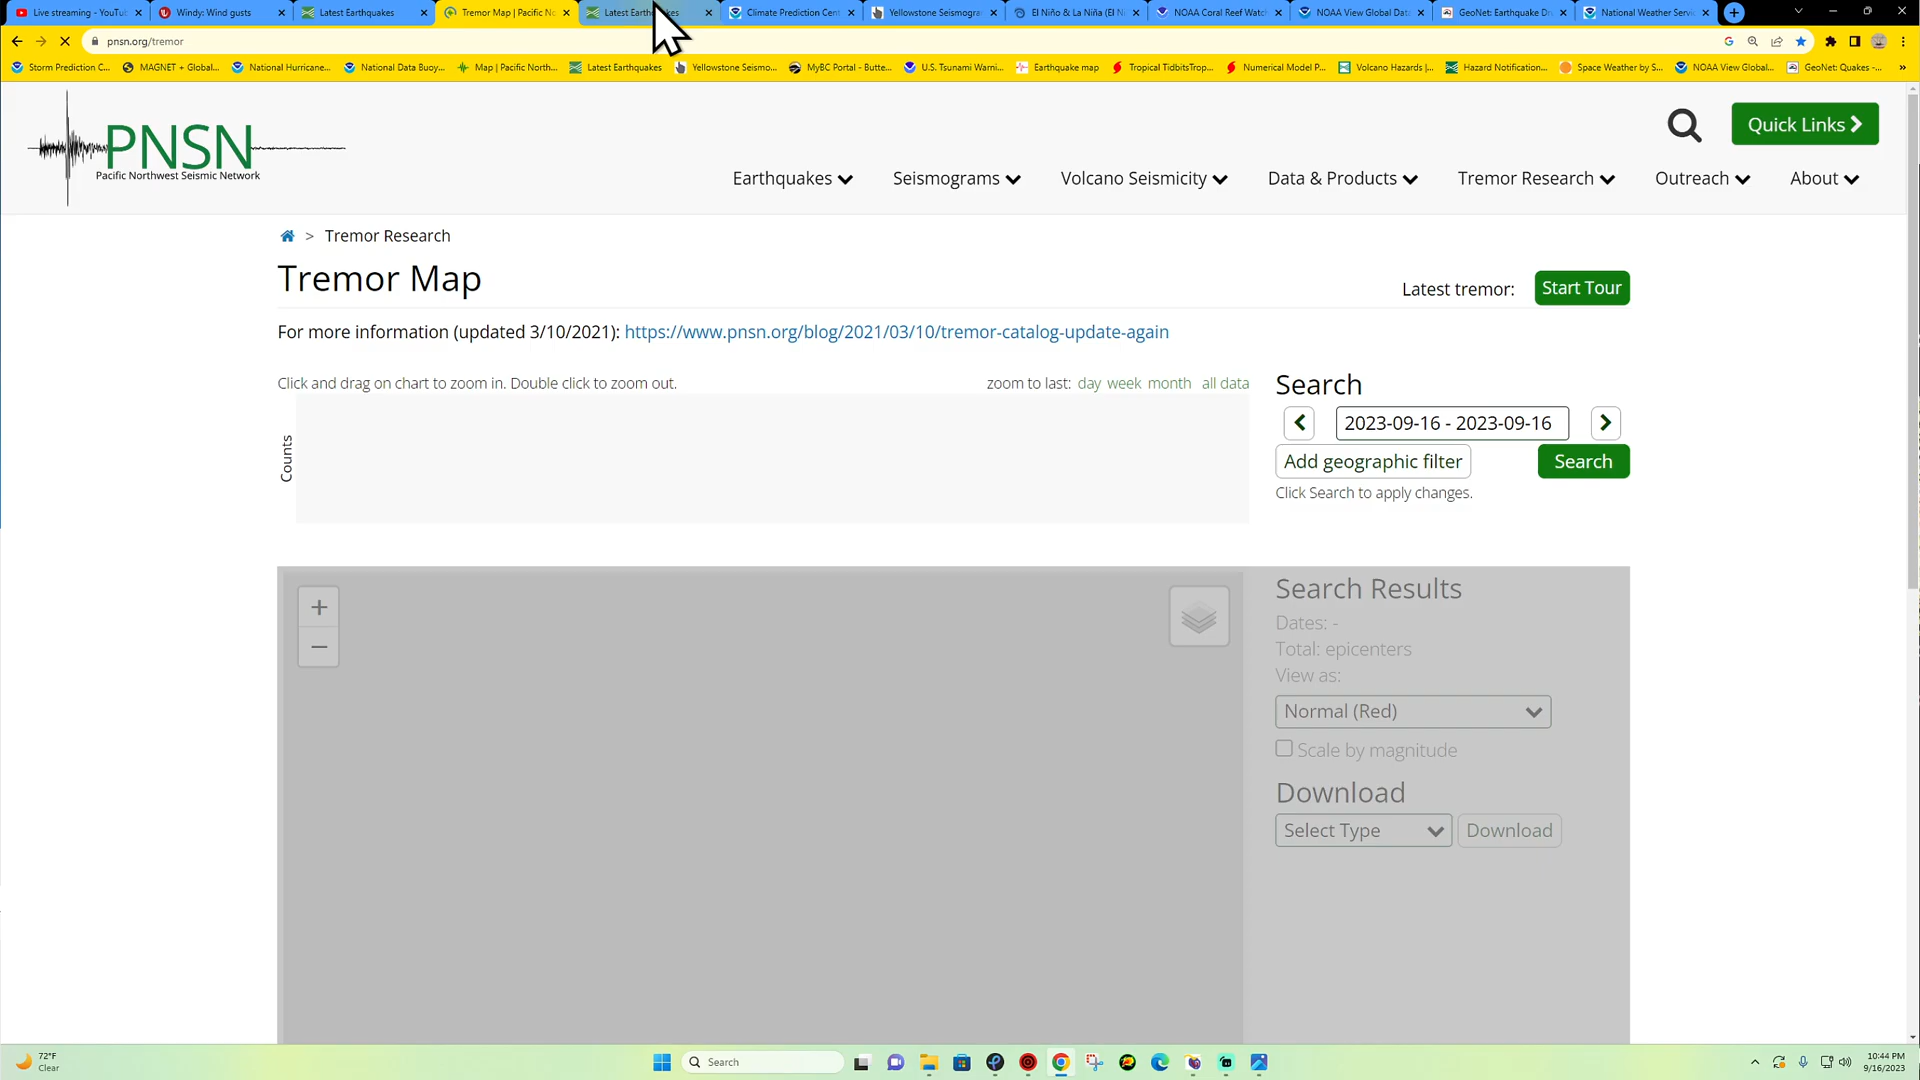 Live streaming - YouTu
Windy: Wind gusts
Latest Earthquakes
Tremor Map | Pacific No
Latest Earthquakes
Climate Prediction Cen
Yellowstone Seismogra
El Niño & La Niña (El Ni
NOAA Coral Reef Watch
NOAA View Global Data
GeoNet: Earthquake Dr
National Weather Servic
pnsn.org/tremor
Storm Prediction C...
MAGNET + Global...
National Hurricane...
National Data Buoy...
Map | Pacific North...
Latest Earthquakes
Yellowstone Seismo...
MyBC Portal - Butte...
U.S. Tsunami Warni...
Earthquake map
Tropical TidbitsTrop...
Numerical Model P...
Volcano Hazards |...
Hazard Notification...
Space Weather by S...
NOAA View Global...
GeoNet: Quakes -...
»
PNSN
Pacific Northwest Seismic Network
Quick Links
Earthquakes
Seismograms
Volcano Seismicity
Data & Products
Tremor Research
Outreach
About
> Tremor Research
Tremor Map
Latest tremor:
Start Tour
For more information (updated 3/10/2021): https://www.pnsn.org/blog/2021/03/10/tremor-catalog-update-again
Click and drag on chart to zoom in. Double click to zoom out.
zoom to last: day week month all data
Counts
Search
2023-09-16 - 2023-09-16
Add geographic filter
Search
Click Search to apply changes.
+
−
Search Results
Dates: -
Total: epicenters
View as:
Normal (Red)
Scale by magnitude
Download
Select Type
Download
72°F
Clear
Search
10:44 PM
9/16/2023